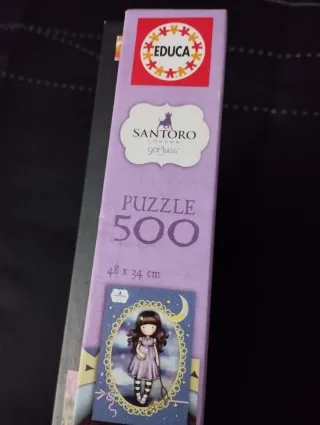 EDUCA
SANTORO
LONDON
gorjuss
PUZZLE
500
48 x 34 cm